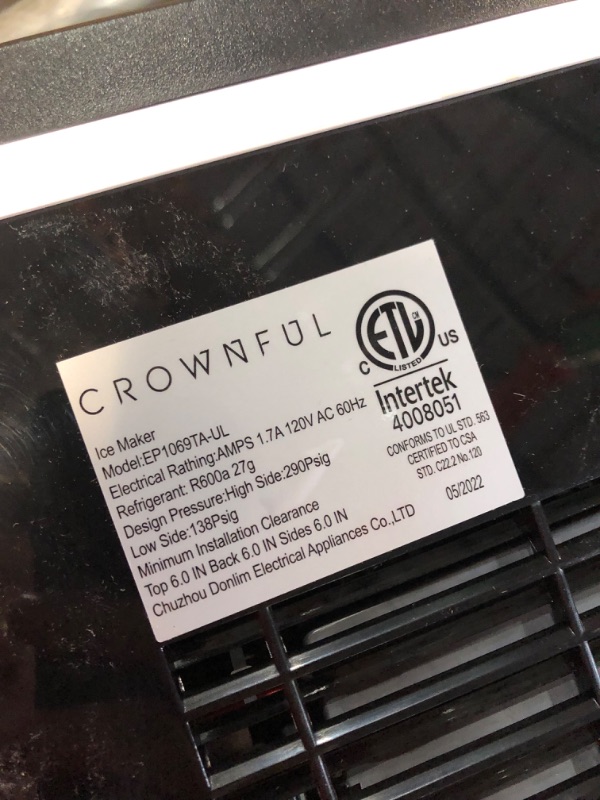 CROWNFUL
Ice Maker
Model:EP1069TA-UL
Electrical Rathing:AMPS 1.7A 120V AC 60Hz
Refrigerant: R600a 27g
Design Pressure:High Side:290Psig
Low Side:138Psig
Minimum Installation Clearance
Top 6.0 IN Back 6.0 IN Sides 6.0 IN
Chuzhou Donlim Electrical Appliances Co.,LTD
ETL CM
LISTED
C US
Intertek
4008051
CONFORMS TO UL STD. 563
CERTIFIED TO CSA
STD. C22.2 No.120
05/2022